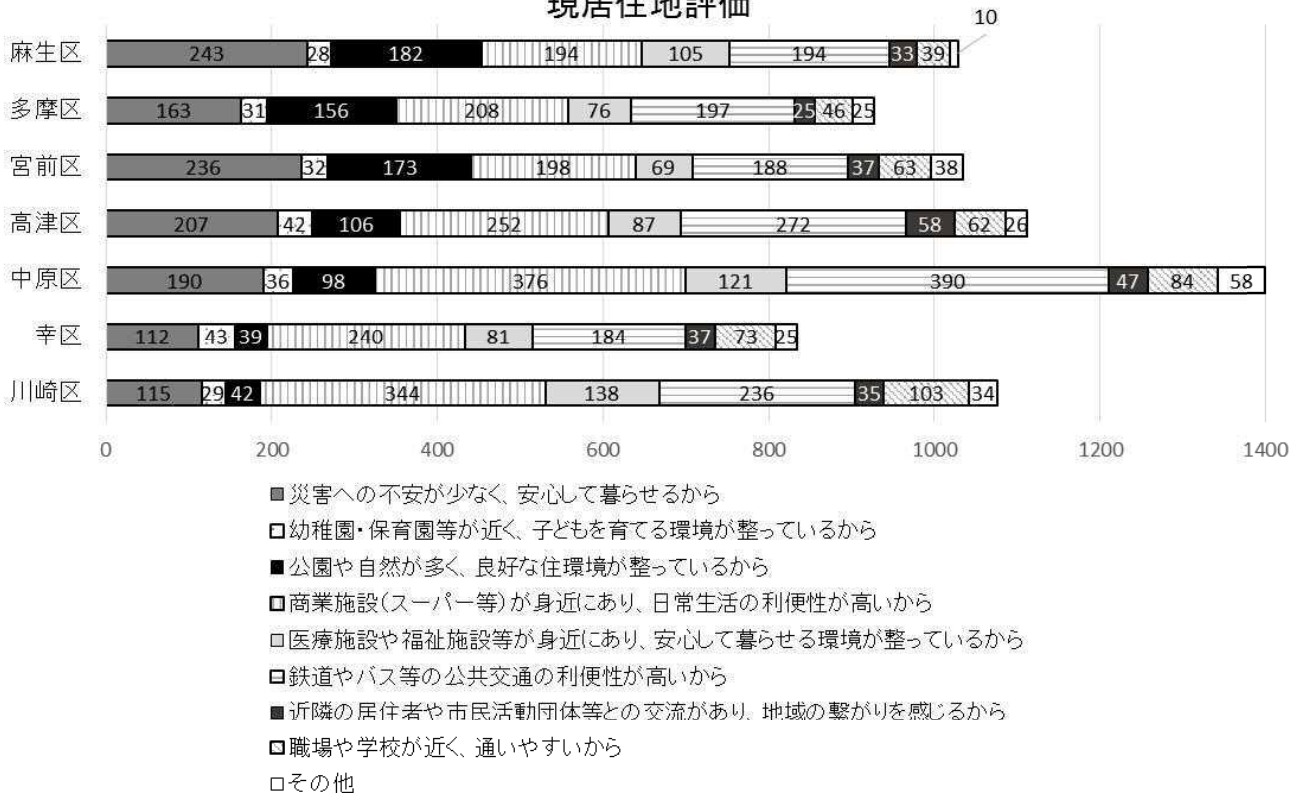 現居住地評価
10
麻生区 243 28 182 194 105 194 33 39
多摩区 163 31 156 208 76 197 25 46 25
宮前区 236 32 173 198 69 188 37 63 38
高津区 207 42 106 252 87 272 58 62 26
中原区 190 36 98 376 121 390 47 84 58
幸区 112 43 39 240 81 184 37 73 25
川崎区 115 29 42 344 138 236 35 103 34
0 200 400 600 800 1000 1200 1400
災害への不安が少なく、安心して暮らせるから
幼稚園・保育園等が近く、子どもを育てる環境が整っているから
公園や自然が多く、良好な住環境が整っているから
商業施設(スーパー等)が身近にあり、日常生活の利便性が高いから
医療施設や福祉施設等が身近にあり、安心して暮らせる環境が整っているから
鉄道やバス等の公共交通の利便性が高いから
近隣の居住者や市民活動団体等との交流があり、地域の繋がりを感じるから
職場や学校が近く、通いやすいから
その他